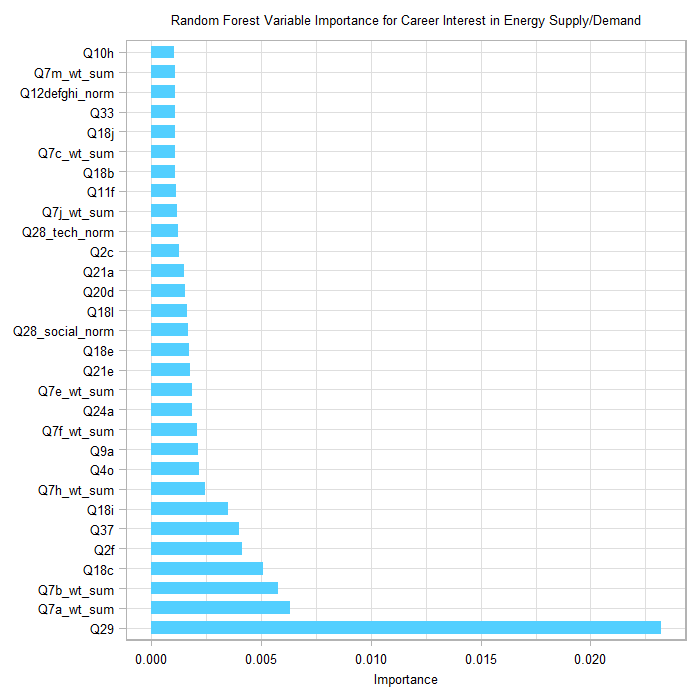 Random Forest Variable Importance for Career Interest in Energy Supply/Demand
Q10h
Q7m_wt_sum
Q12defghi_norm
Q33
Q18j
Q7c_wt_sum
Q18b
Q11f
Q7j_wt_sum
Q28_tech_norm
Q2c
Q21a
Q20d
Q18l
Q28_social_norm
Q18e
Q21e
Q7e_wt_sum
Q24a
Q7f_wt_sum
Q9a
Q4o
Q7h_wt_sum
Q18i
Q37
Q2f
Q18c
Q7b_wt_sum
Q7a_wt_sum
Q29
0.000 0.005 0.010 0.015 0.020
Importance